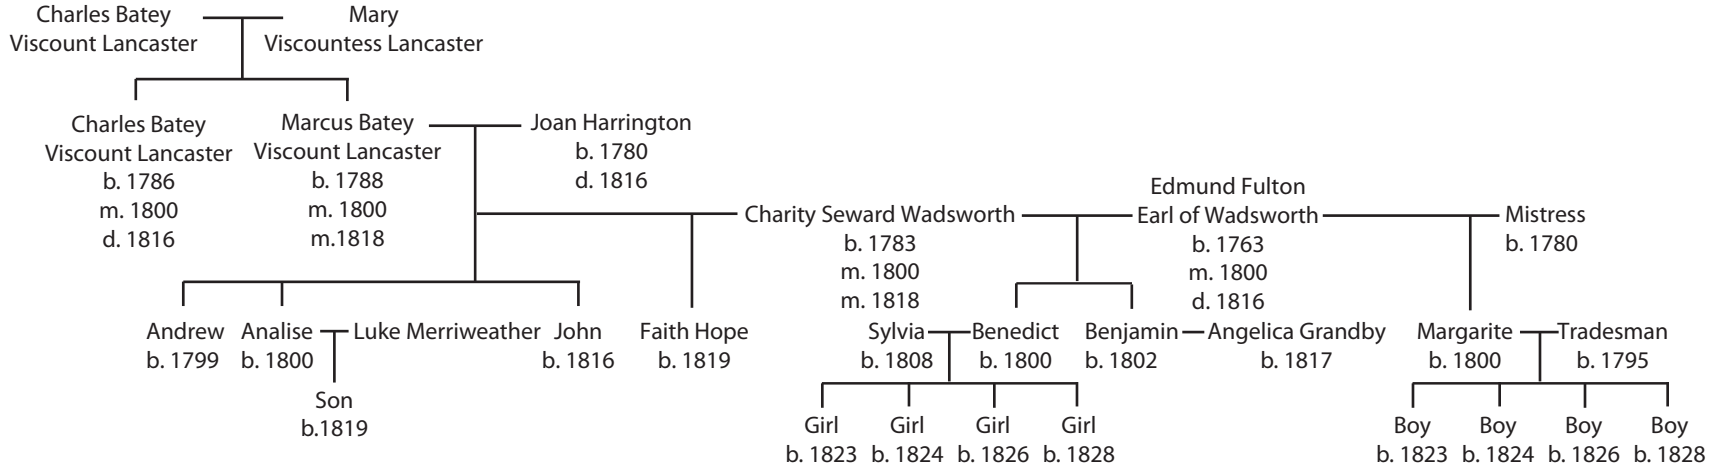 Charles Batey
Viscount Lancaster
Mary
Viscountess Lancaster
Charles Batey
Viscount Lancaster
b. 1786
m. 1800
d. 1816
Marcus Batey
Viscount Lancaster
b. 1788
m. 1800
m.1818
Joan Harrington
b. 1780
d. 1816
Charity Seward Wadsworth
b. 1783
m. 1800
m. 1818
Edmund Fulton
Earl of Wadsworth
b. 1763
m. 1800
d. 1816
Mistress
b. 1780
Andrew
b. 1799
Analise
b. 1800
Luke Merriweather
John
b. 1816
Faith Hope
b. 1819
Sylvia
b. 1808
Benedict
b. 1800
Benjamin
b. 1802
Angelica Grandby
b. 1817
Margarite
b. 1800
Tradesman
b. 1795
Son
b.1819
Girl
b. 1823
Girl
b. 1824
Girl
b. 1826
Girl
b. 1828
Boy
b. 1823
Boy
b. 1824
Boy
b. 1826
Boy
b. 1828